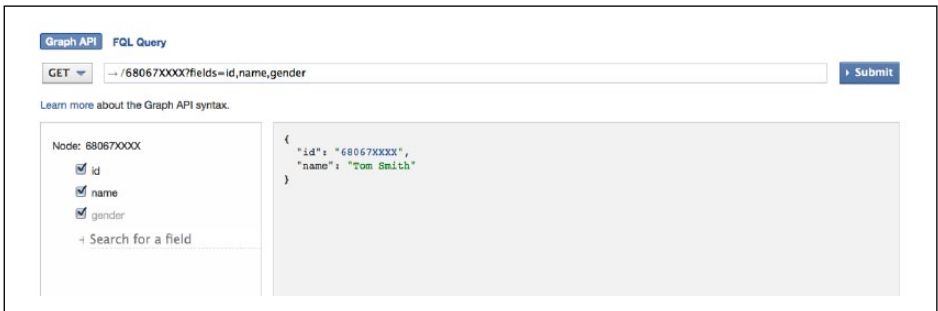 Graph API FQL Query
GET → /68067XXXX?fields=id,name,gender Submit
Learn more about the Graph API syntax.
Node: 68067XXXX
id
name
gender
Search for a field
{
"id": "68067XXXX",
"name": "Tom Smith"
}